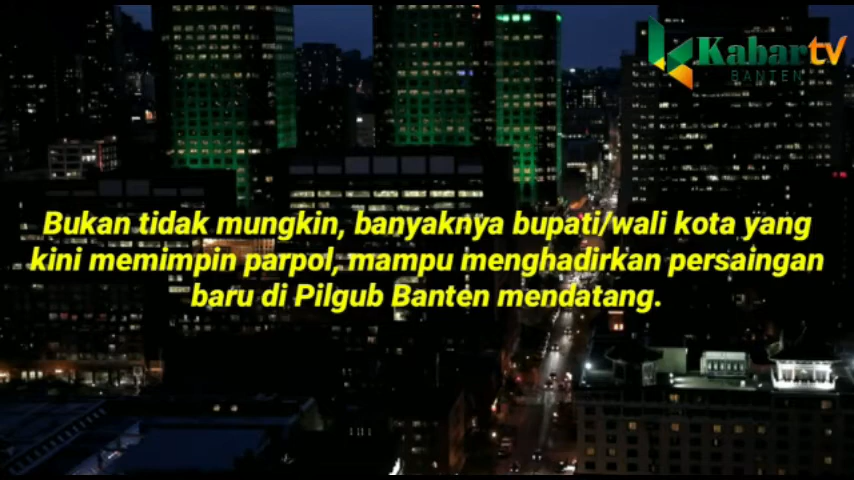 Kabartv
BANTEN
Bukan tidak mungkin, banyaknya bupati/wali kota yang
kini memimpin parpol, mampu menghadirkan persaingan
baru di Pilgub Banten mendatang.